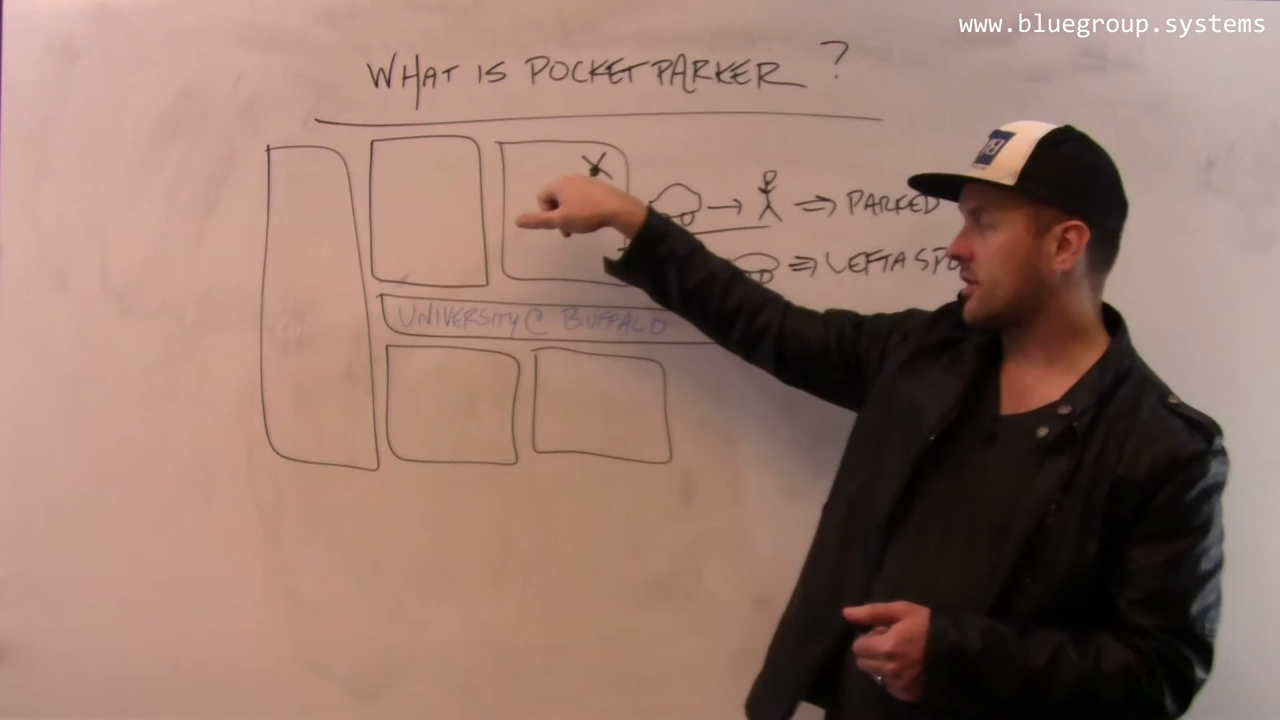 www.bluegroup.systems
WHAT IS POCKETPARKER?
X
→ ⇒ PARKED
⇒ LEFT A SPO
UNIVERSITY @ BUFFALO